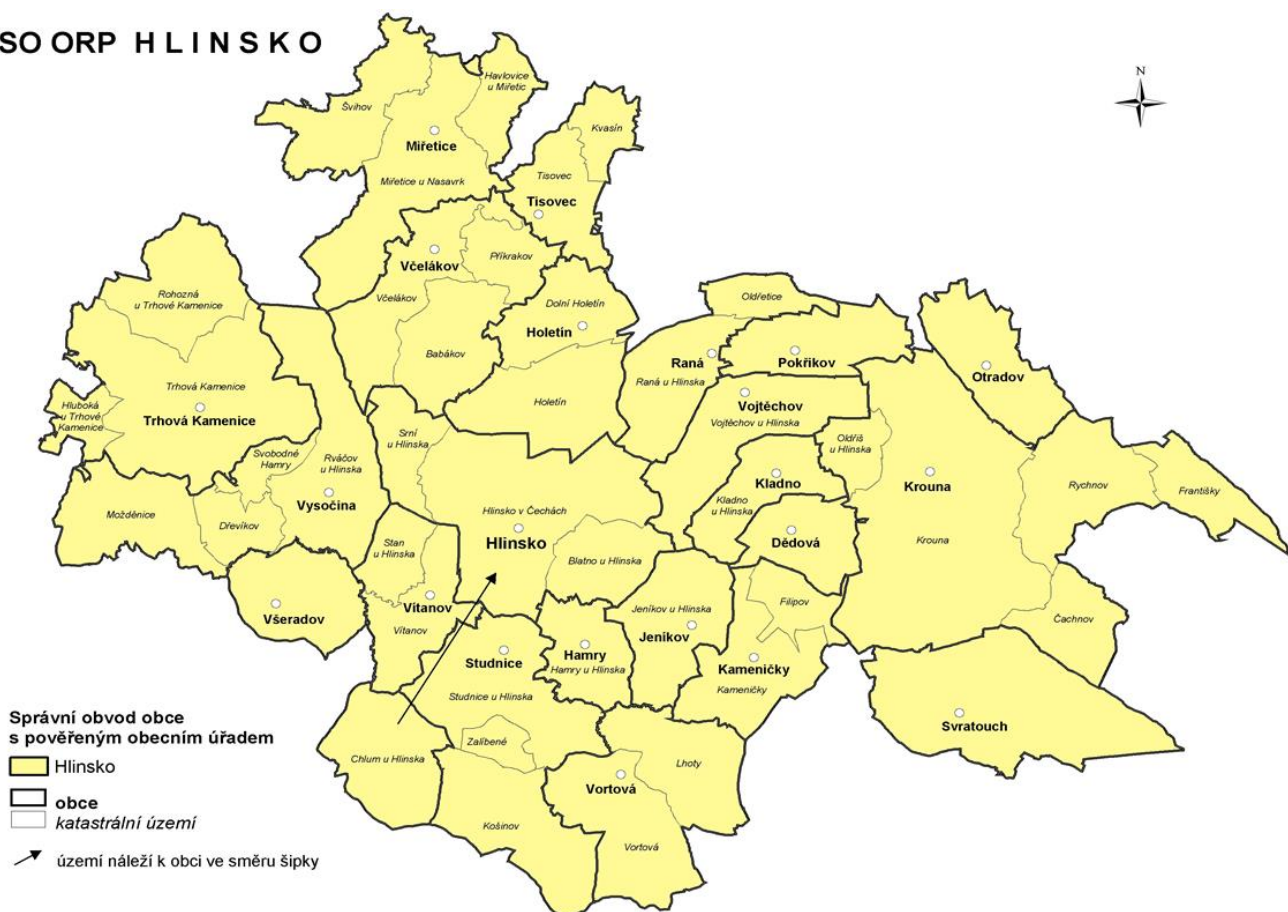 SO ORP H L I N S K O
N
Švihov
Havlovice
u Miřetic
Miřetice
Miřetice u Nasavrk
Kvasín
Tisovec
Tisovec
Včelákov
Příkrakov
Včelákov
Babákov
Rohozná
u Trhové Kamenice
Dolní Holetín
Holetín
Holetín
Oldřetice
Raná
Raná u Hlinska
Pokřikov
Otradov
Trhová Kamenice
Trhová Kamenice
Hluboká
u Trhové
Kamenice
Vojtěchov
Vojtěchov u Hlinska
Srní
u Hlinska
Svobodné
Hamry
Rváčov
u Hlinska
Vysočina
Oldřiš
u Hlinska
Kladno
Kladno
u Hlinska
Krouna
Krouna
Rychnov
Františky
Možděnice
Dřevíkov
Hlinsko v Čechách
Hlinsko
Stan
u Hlinska
Blatno u Hlinska
Dědová
Všeradov
Vítanov
Vítanov
Jeníkov u Hlinska
Jeníkov
Filipov
Čachnov
Studnice
Studnice u Hlinska
Hamry
Hamry u Hlinska
Kameničky
Kameničky
Svratouch
Chlum u Hlinska
Zalíbené
Lhoty
Vortová
Vortová
Košinov
Správní obvod obce
s pověřeným obecním úřadem
Hlinsko
obce
katastrální území
území náleží k obci ve směru šipky